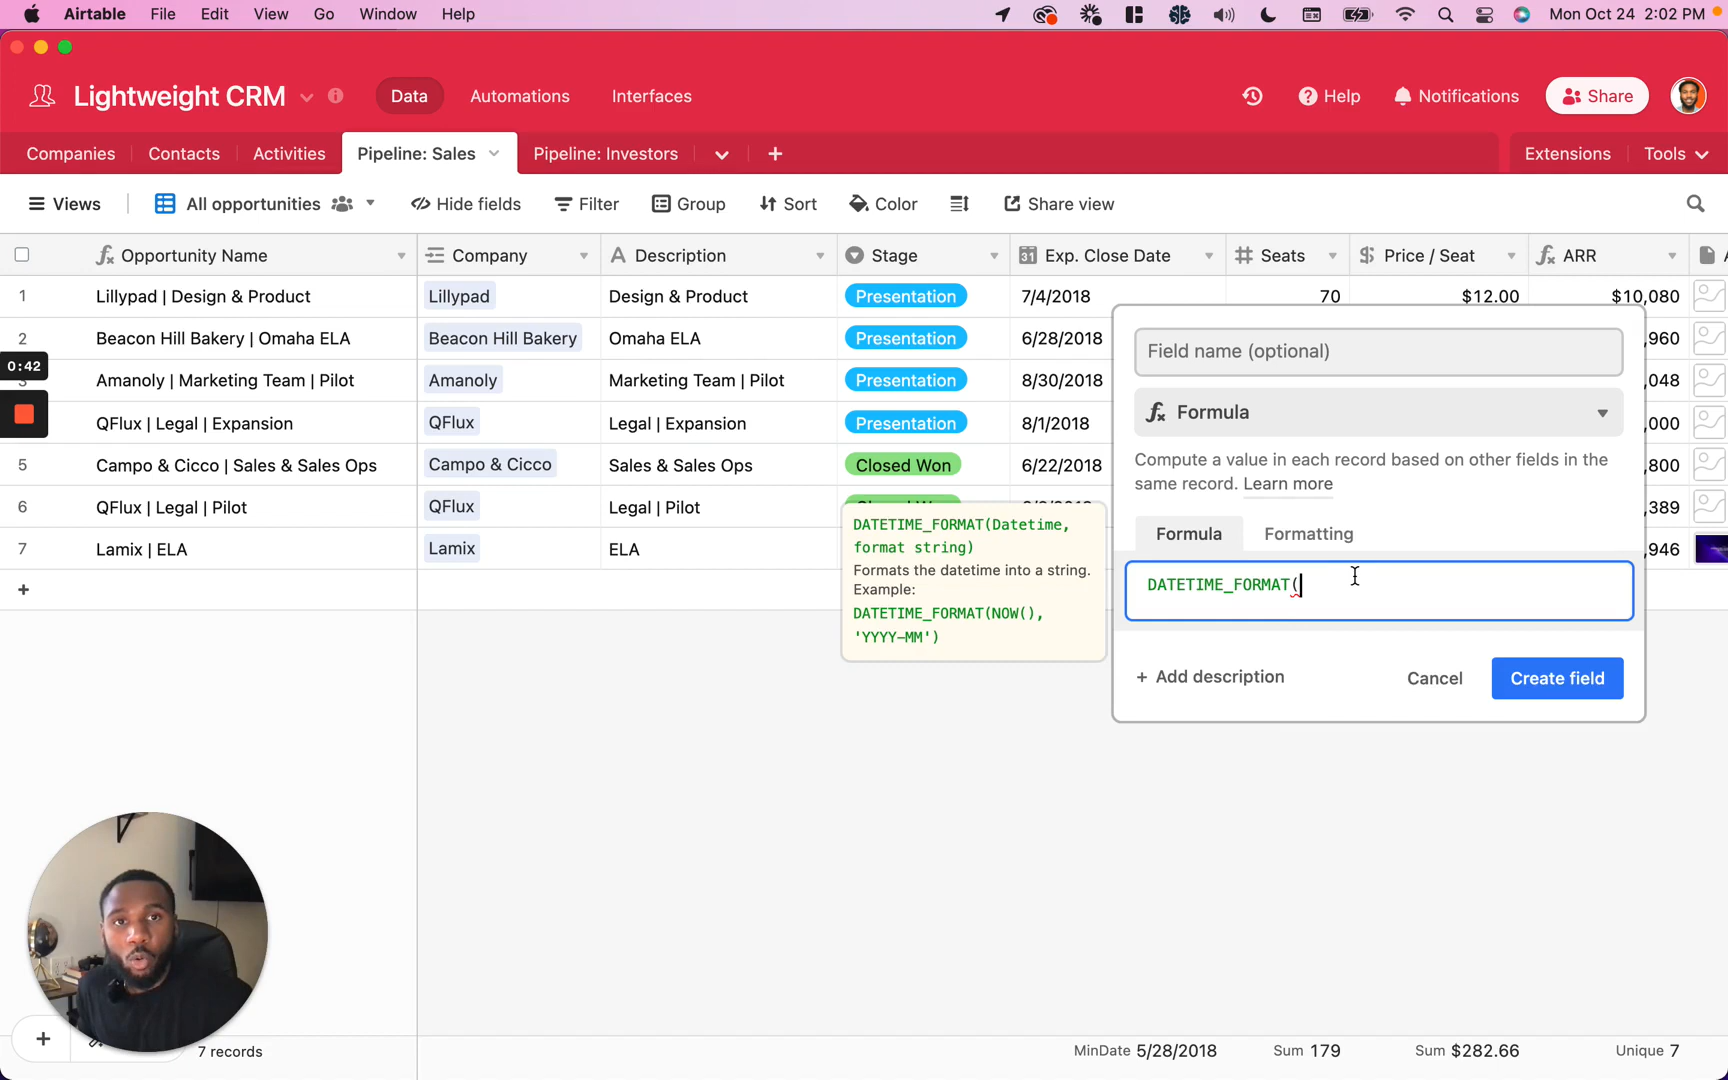 Airtable File Edit View Go Window Help Mon Oct 24 2:02 PM
Lightweight CRM Data Automations Interfaces Help Notifications Share
Companies Contacts Activities Pipeline: Sales Pipeline: Investors + Extensions Tools
Views All opportunities Hide fields Filter Group Sort Color Share view
Opportunity Name Company Description Stage Exp. Close Date Seats Price / Seat ARR
1 Lillypad | Design & Product Lillypad Design & Product Presentation 7/4/2018 70 $12.00 $10,080
2 Beacon Hill Bakery | Omaha ELA Beacon Hill Bakery Omaha ELA Presentation 6/28/2018 ,960
0:42
Amanoly | Marketing Team | Pilot Amanoly Marketing Team | Pilot Presentation 8/30/2018 ,048
QFlux | Legal | Expansion QFlux Legal | Expansion Presentation 8/1/2018 ,000
5 Campo & Cicco | Sales & Sales Ops Campo & Cicco Sales & Sales Ops Closed Won 6/22/2018 ,800
6 QFlux | Legal | Pilot QFlux Legal | Pilot ,389
7 Lamix | ELA Lamix ELA ,946
+
Field name (optional)
Formula
Compute a value in each record based on other fields in the
same record. Learn more
Formula Formatting
DATETIME_FORMAT(
+ Add description Cancel Create field
DATETIME_FORMAT(Datetime,
format string)
Formats the datetime into a string.
Example:
DATETIME_FORMAT(NOW(),
'YYYY-MM')
+ 7 records MinDate 5/28/2018 Sum 179 Sum $282.66 Unique 7